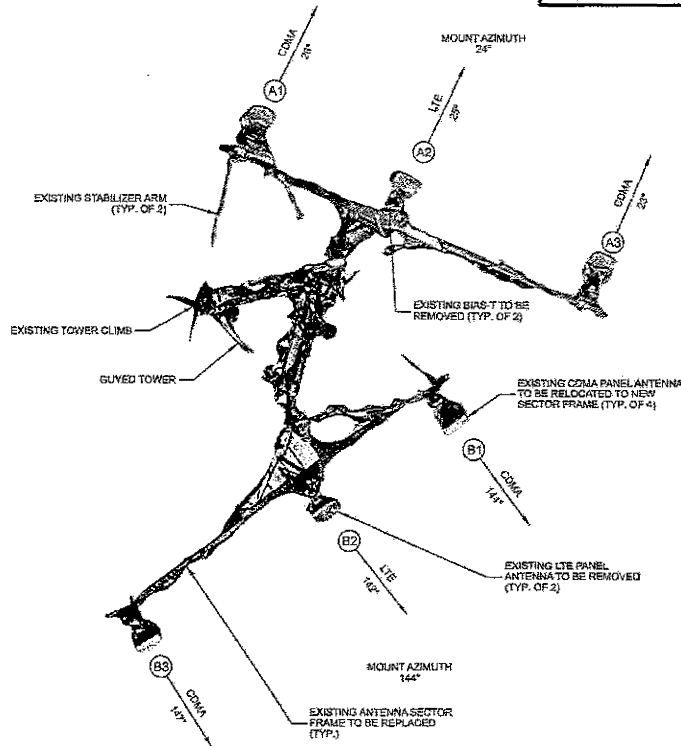 CDMA
26°
A1
MOUNT AZIMUTH
24°
LTE
25°
A2
CDMA
23°
A3
EXISTING STABILIZER ARM
(TYP. OF 2)
EXISTING BIAS-T TO BE
REMOVED (TYP. OF 2)
EXISTING TOWER CLIMB
GUYED TOWER
EXISTING CDMA PANEL ANTENNA
TO BE RELOCATED TO NEW
SECTOR FRAME (TYP. OF 4)
B1
CDMA
144°
B2
LTE
142°
EXISTING LTE PANEL
ANTENNA TO BE REMOVED
(TYP. OF 2)
B3
CDMA
147°
MOUNT AZIMUTH
144°
EXISTING ANTENNA SECTOR
FRAME TO BE REPLACED
(TYP.)